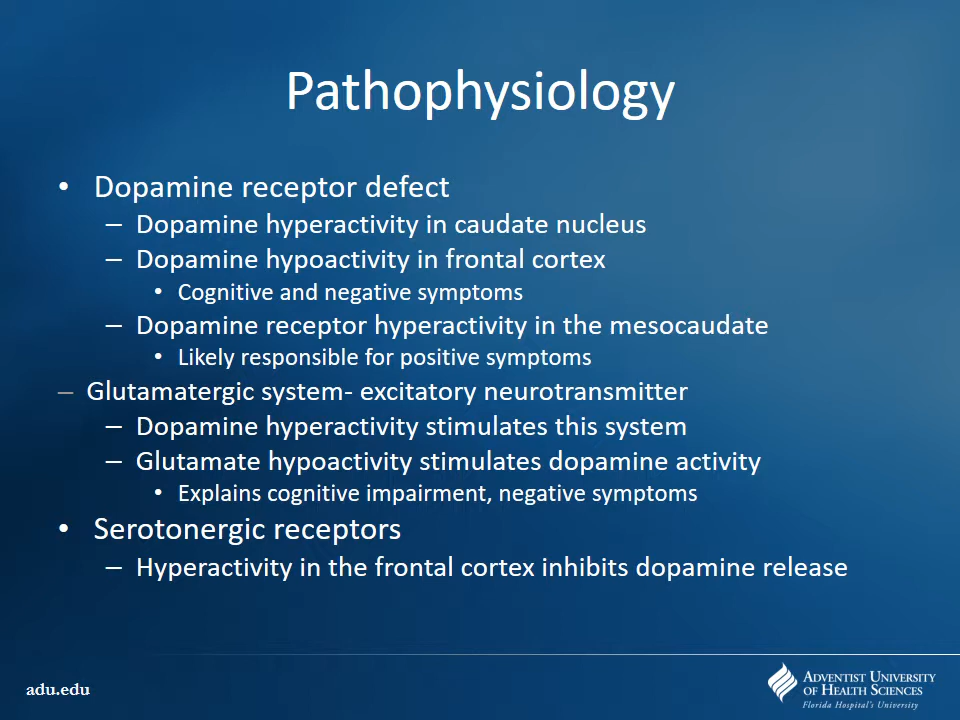 Pathophysiology
• Dopamine receptor defect
– Dopamine hyperactivity in caudate nucleus
– Dopamine hypoactivity in frontal cortex
• Cognitive and negative symptoms
– Dopamine receptor hyperactivity in the mesocaudate
• Likely responsible for positive symptoms
– Glutamatergic system- excitatory neurotransmitter
– Dopamine hyperactivity stimulates this system
– Glutamate hypoactivity stimulates dopamine activity
• Explains cognitive impairment, negative symptoms
• Serotonergic receptors
– Hyperactivity in the frontal cortex inhibits dopamine release
adu.edu
ADVENTIST UNIVERSITY
OF HEALTH SCIENCES
Florida Hospital's University